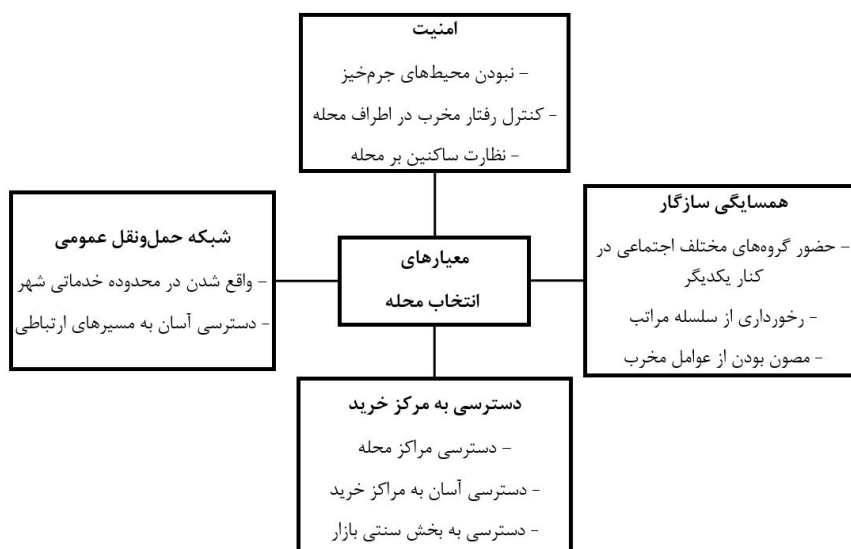 امنیت
- نبودن محیط‌های جرم‌خیز
- کنترل رفتار مخرب در اطراف محله
- نظارت ساکنین بر محله
همسایگی سازگار
- حضور گروه‌های مختلف اجتماعی در
کنار یکدیگر
- رخورداری از سلسله مراتب
- مصون بودن از عوامل مخرب
معیارهای
انتخاب محله
شبکه حمل‌ونقل عمومی
- واقع شدن در محدوده خدماتی شهر
- دسترسی آسان به مسیرهای ارتباطی
دسترسی به مرکز خرید
- دسترسی مراکز محله
- دسترسی آسان به مراکز خرید
- دسترسی به بخش سنتی بازار